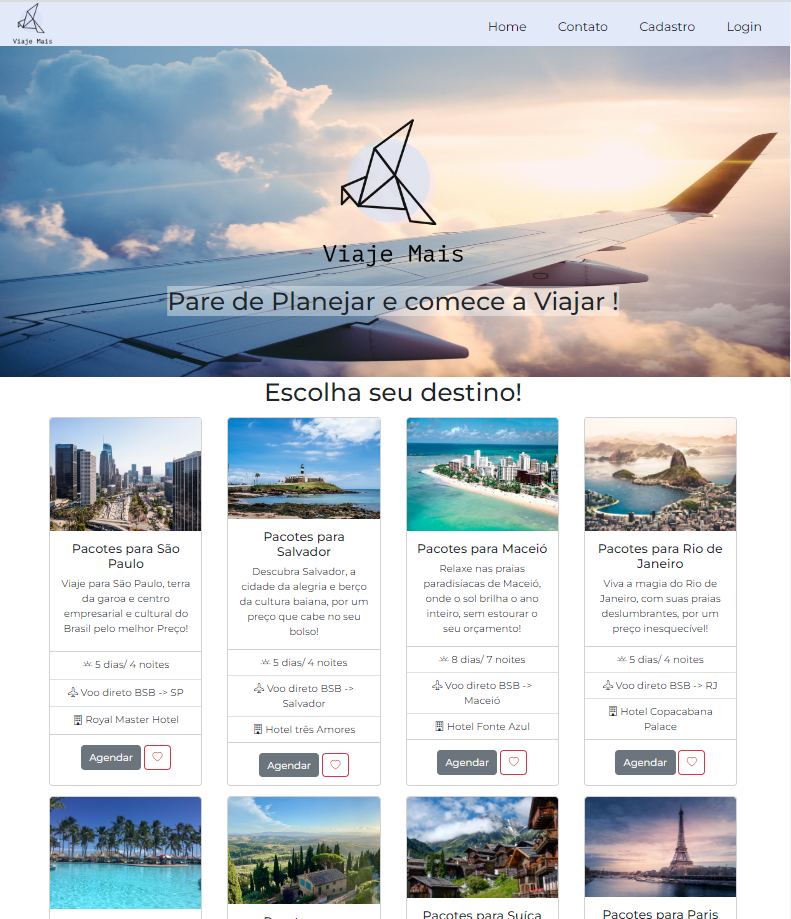 Viaje Mais
Home
Contato
Cadastro
Login
Viaje Mais
Pare de Planejar e comece a Viajar !
Escolha seu destino!
Pacotes para São
Paulo
Viaje para São Paulo, terra
da garoa e centro
empresarial e cultural do
Brasil pelo melhor Preço!
5 dias/ 4 noites
Voo direto BSB -> SP
Royal Master Hotel
Agendar
Pacotes para
Salvador
Descubra Salvador, a
cidade da alegria e berço
da cultura baiana, por um
preço que cabe no seu
bolso!
5 dias/ 4 noites
Voo direto BSB ->
Salvador
Hotel três Amores
Agendar
Pacotes para Maceió
Relaxe nas praias
paradisíacas de Maceió,
onde o sol brilha o ano
inteiro, sem estourar o
seu orçamento!
8 dias/ 7 noites
Voo direto BSB ->
Maceió
Hotel Fonte Azul
Agendar
Pacotes para Rio de
Janeiro
Viva a magia do Rio de
Janeiro, com suas praias
deslumbrantes, por um
preço inesquecível!
5 dias/ 4 noites
Voo direto BSB -> RJ
Hotel Copacabana
Palace
Agendar
Pacotes para Suíça
Pacotes para Paris